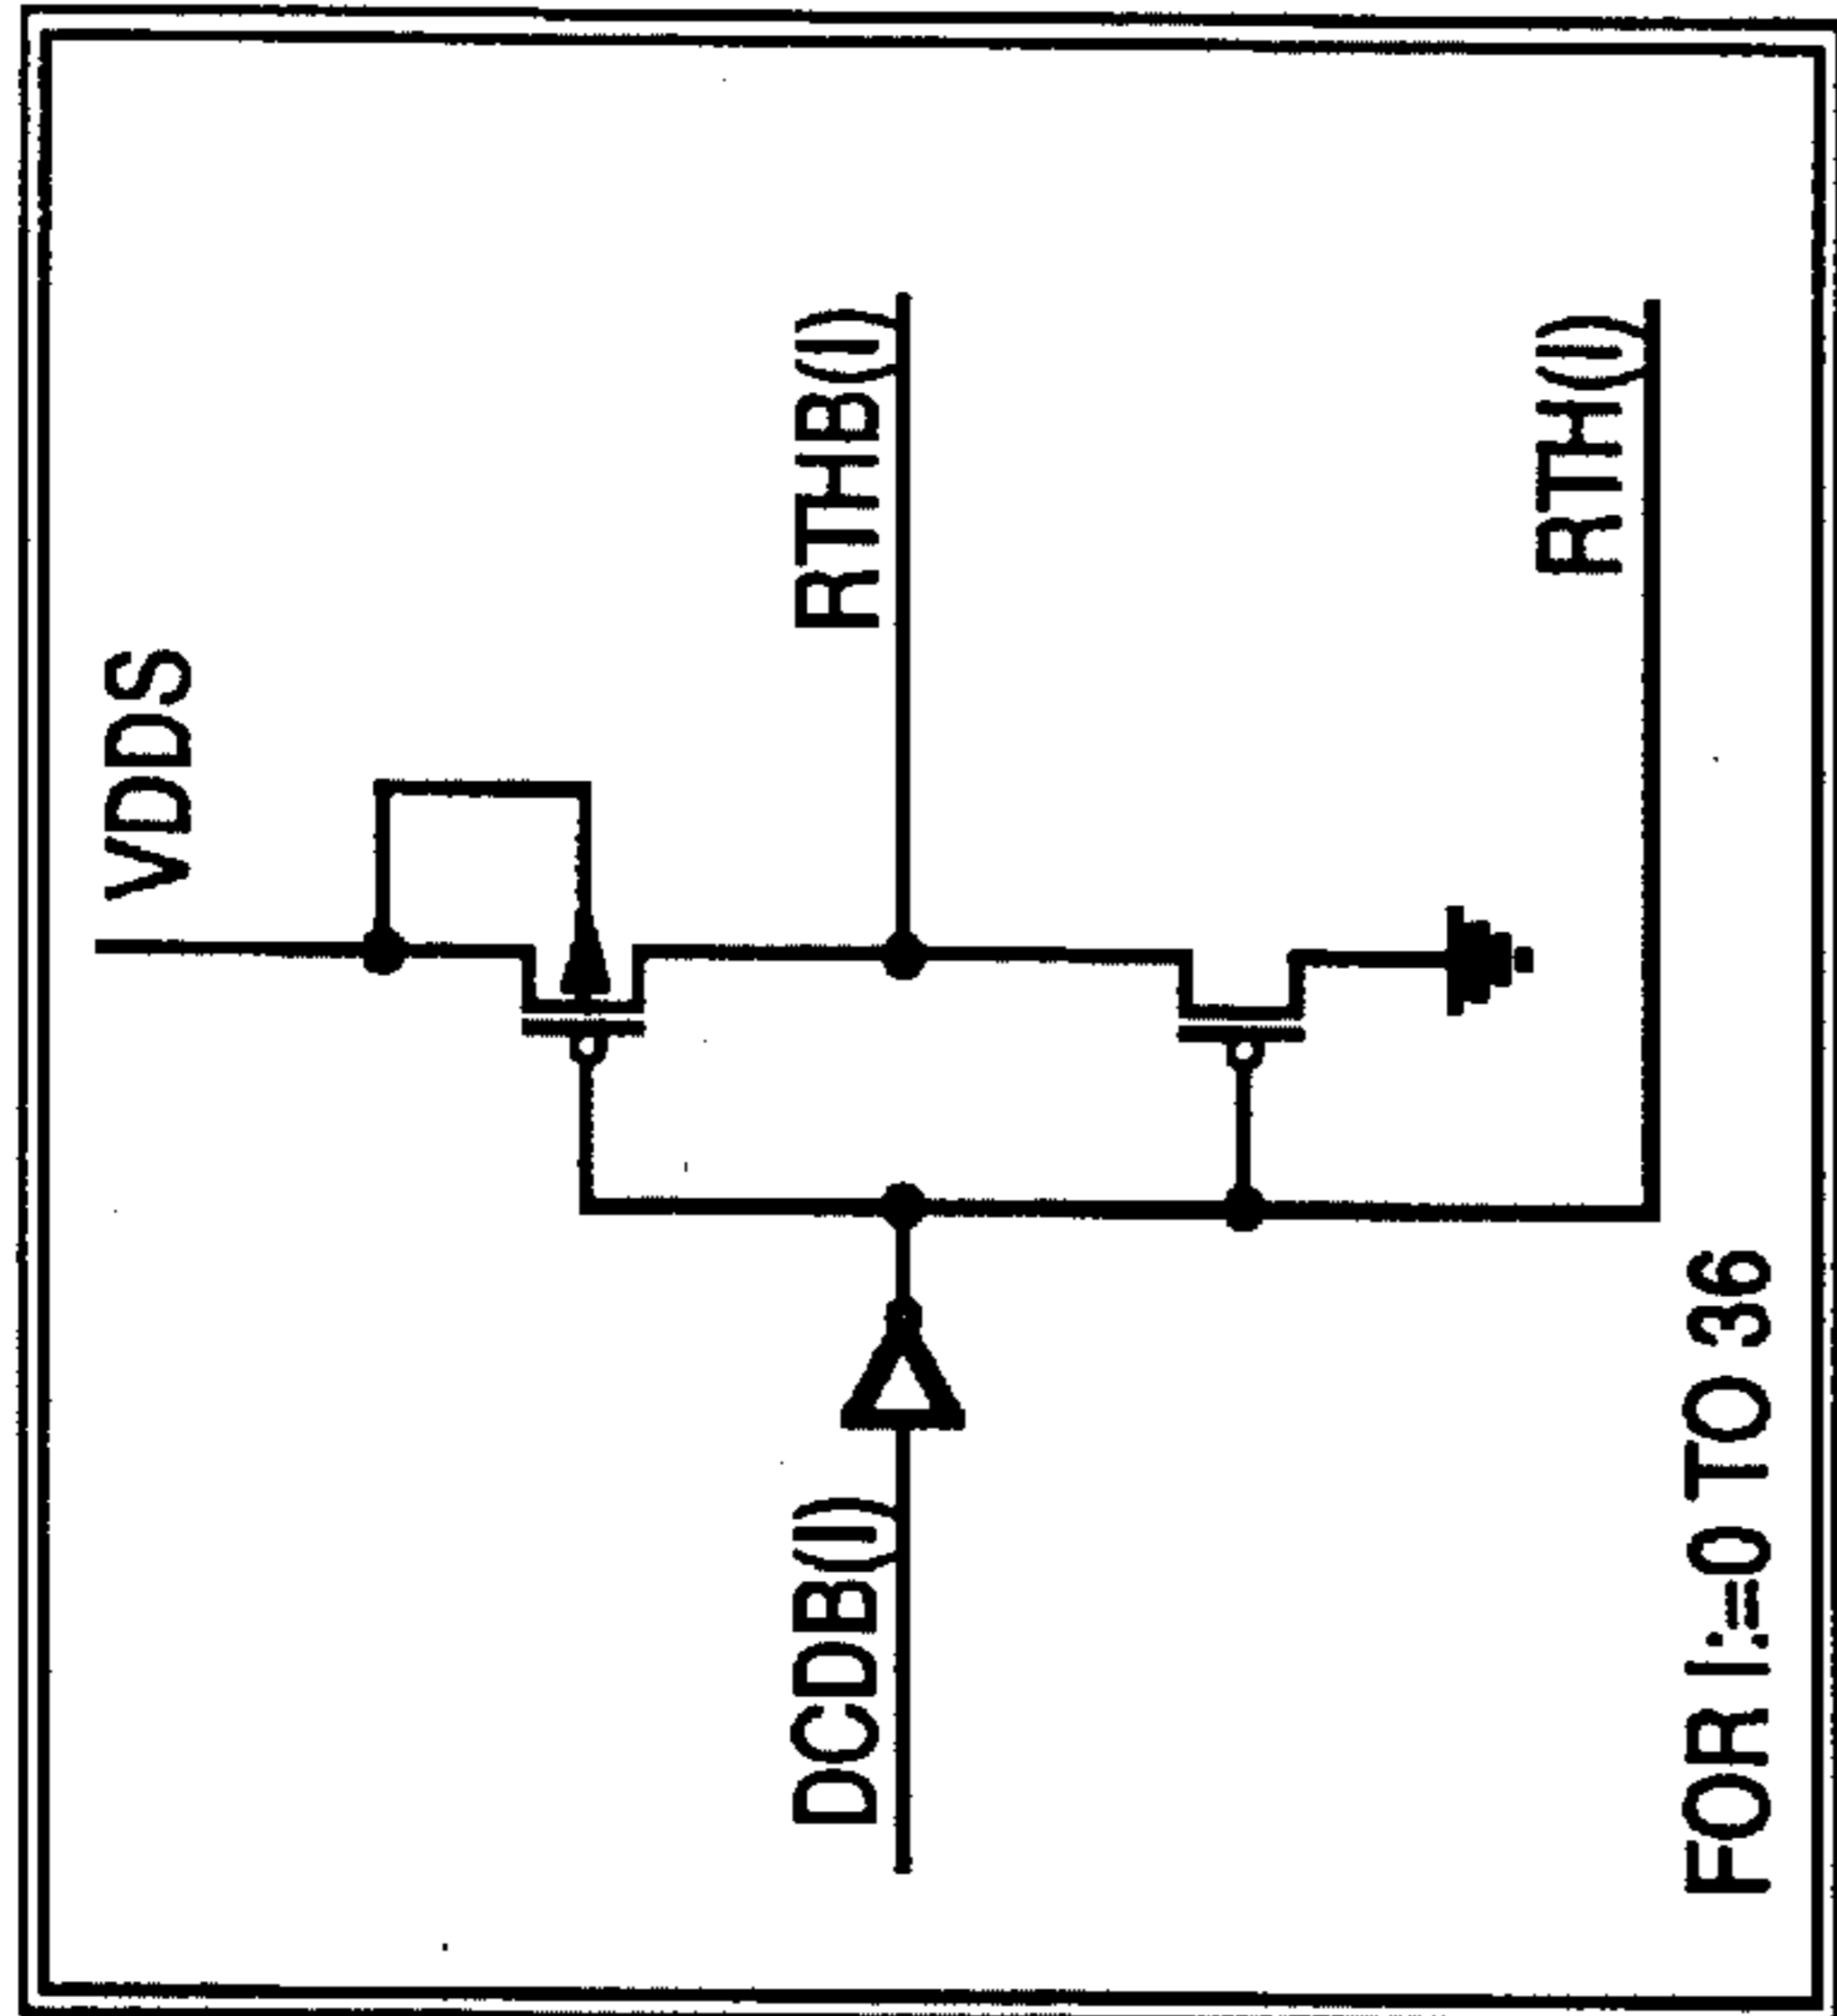 VDDS
DCDB(I)
RTHB(I)
RTH(I)
FOR I:=0 TO 36